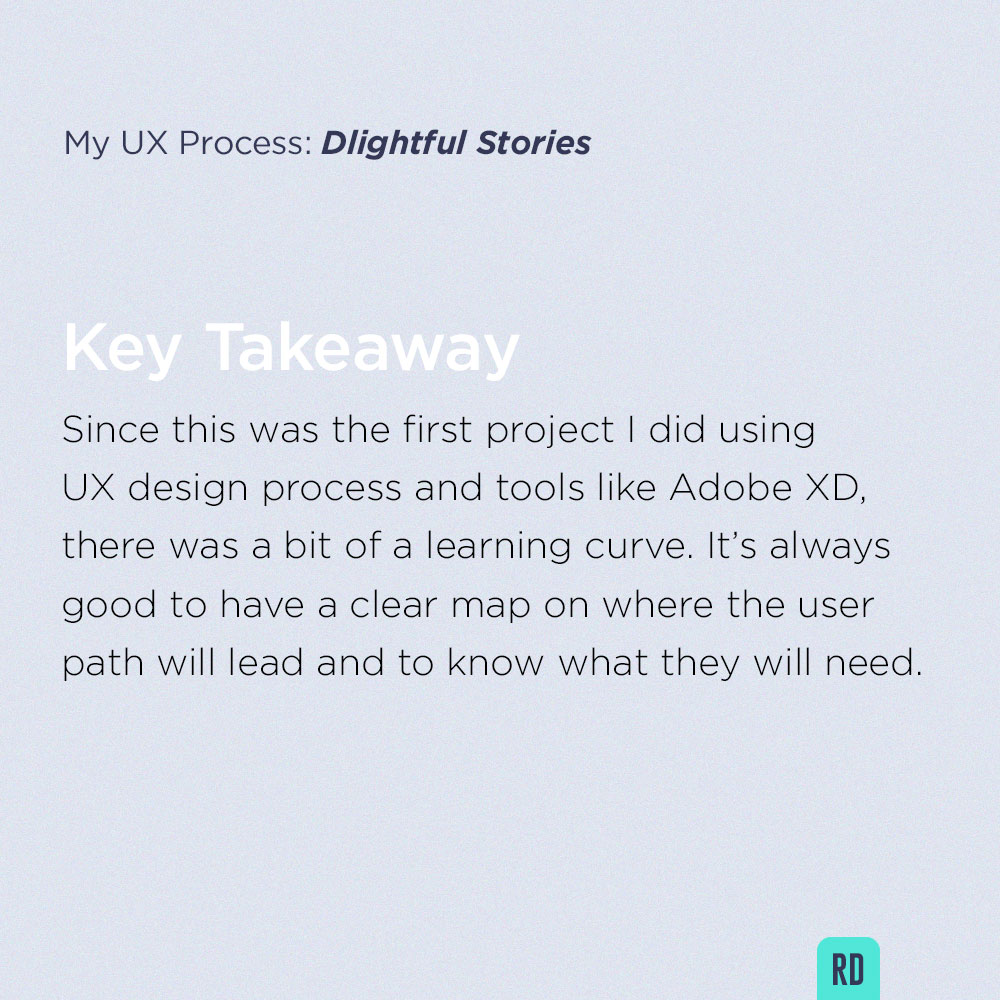 My UX Process: Dlightful Stories
Key Takeaway
Since this was the first project I did using
UX design process and tools like Adobe XD,
there was a bit of a learning curve. It’s always
good to have a clear map on where the user
path will lead and to know what they will need.
RD